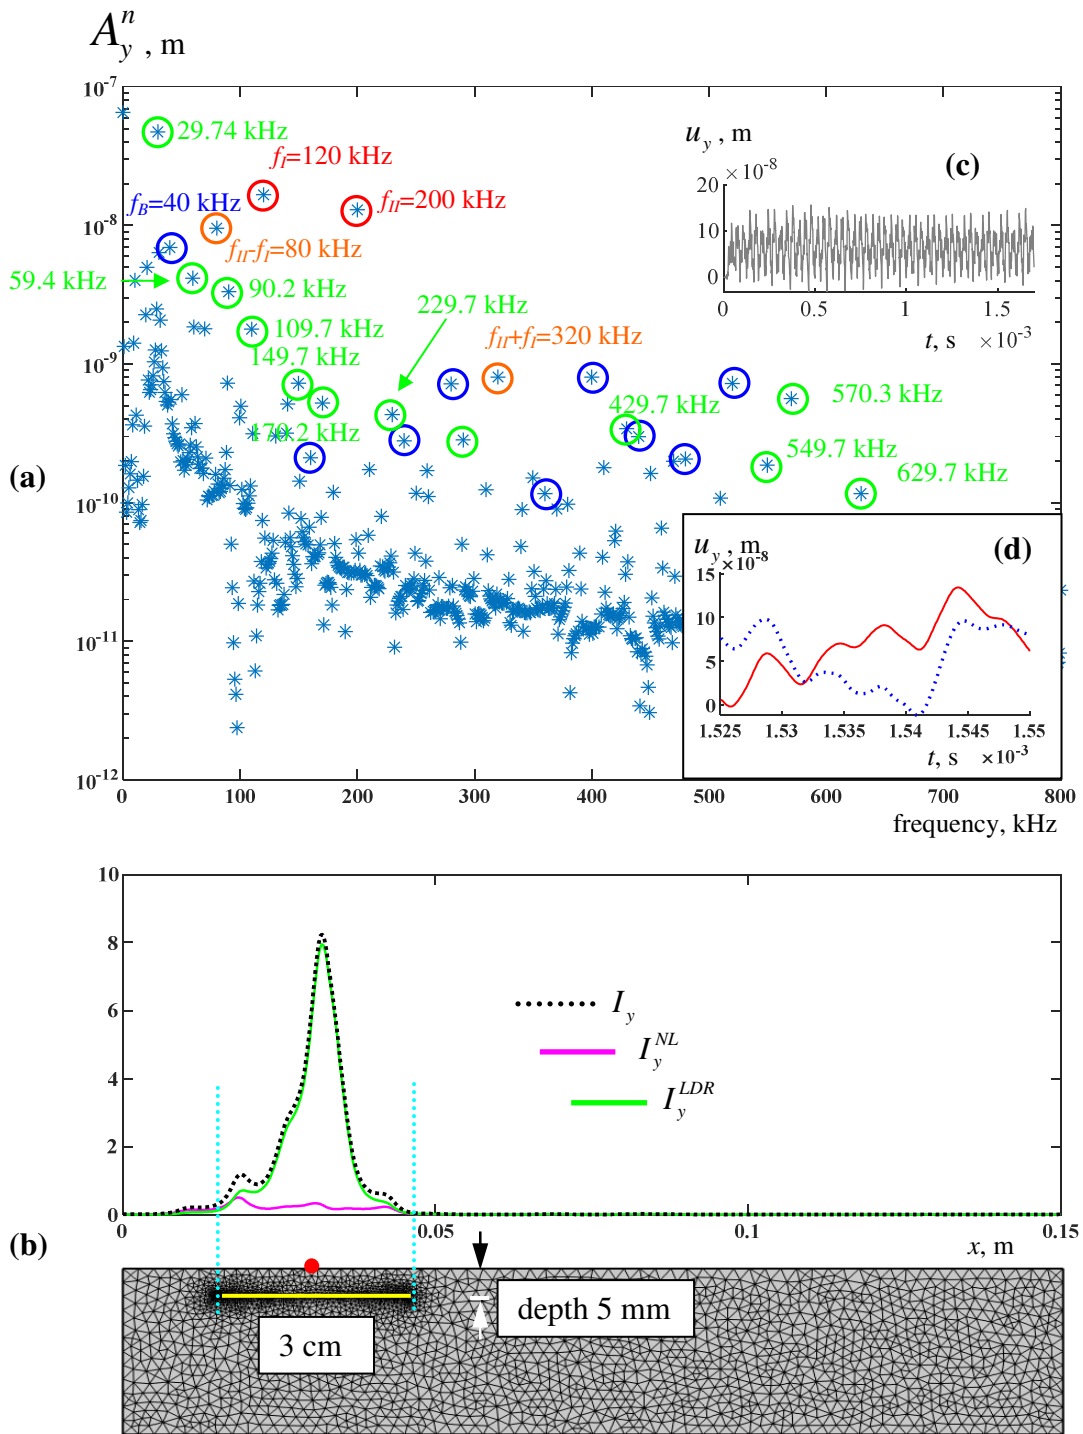 A_y^n , m
10^-7
10^-8
10^-9
10^-10
10^-11
10^-12
(a)
29.74 kHz
f_I=120 kHz
f_B=40 kHz
f_II=200 kHz
f_II-f_I=80 kHz
59.4 kHz
90.2 kHz
229.7 kHz
109.7 kHz
f_II+f_I=320 kHz
149.7 kHz
170.2 kHz
429.7 kHz
570.3 kHz
549.7 kHz
629.7 kHz
0 100 200 300 400 500 600 700 800
frequency, kHz
u_y , m
(c)
×10^-8
20
10
0
0 0.5 1 1.5
t, s ×10^-3
u_y , m
(d)
×10^-8
15
10
5
0
1.525 1.53 1.535 1.54 1.545 1.55
t, s ×10^-3
10
8
6
4
2
0
I_y
I_y^NL
I_y^LDR
0 0.05 0.1 0.15
(b)
x, m
depth 5 mm
3 cm